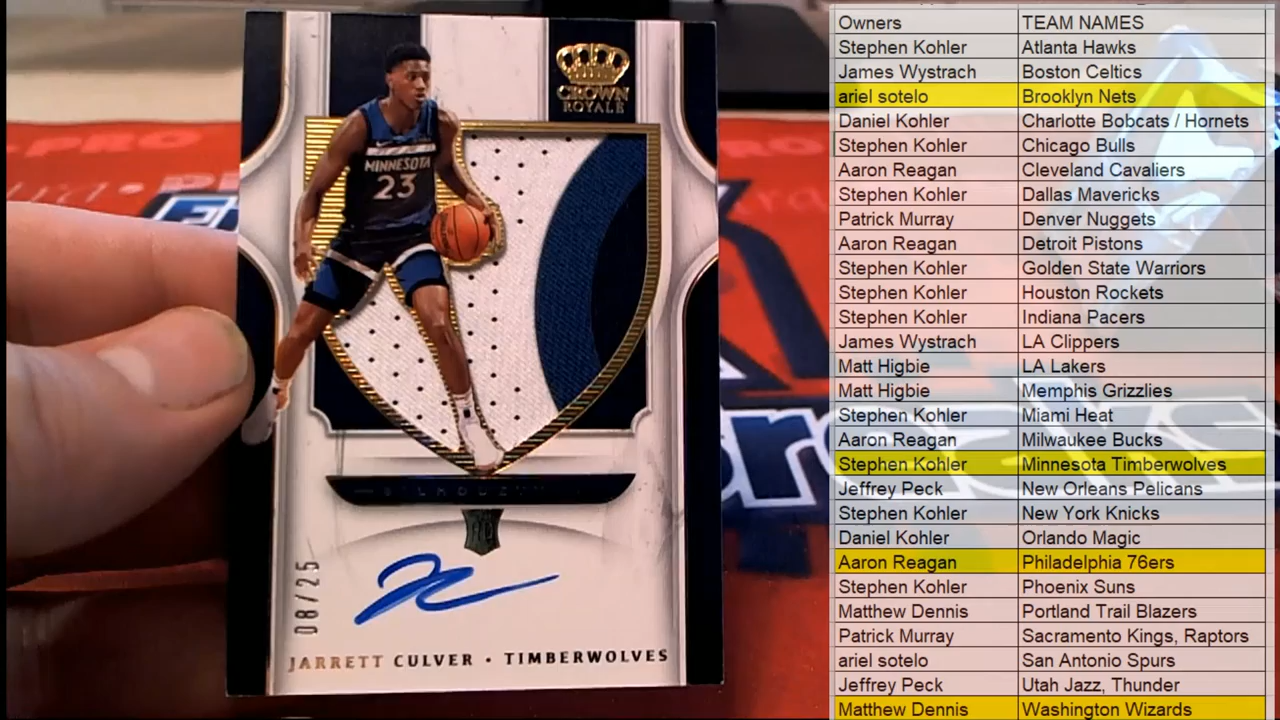 CROWN
ROYALE
MINNESOTA
23
08/25
JARRETT CULVER • TIMBERWOLVES
Owners TEAM NAMES
Stephen Kohler Atlanta Hawks
James Wystrach Boston Celtics
ariel sotelo Brooklyn Nets
Daniel Kohler Charlotte Bobcats / Hornets
Stephen Kohler Chicago Bulls
Aaron Reagan Cleveland Cavaliers
Stephen Kohler Dallas Mavericks
Patrick Murray Denver Nuggets
Aaron Reagan Detroit Pistons
Stephen Kohler Golden State Warriors
Stephen Kohler Houston Rockets
Stephen Kohler Indiana Pacers
James Wystrach LA Clippers
Matt Higbie LA Lakers
Matt Higbie Memphis Grizzlies
Stephen Kohler Miami Heat
Aaron Reagan Milwaukee Bucks
Stephen Kohler Minnesota Timberwolves
Jeffrey Peck New Orleans Pelicans
Stephen Kohler New York Knicks
Daniel Kohler Orlando Magic
Aaron Reagan Philadelphia 76ers
Stephen Kohler Phoenix Suns
Matthew Dennis Portland Trail Blazers
Patrick Murray Sacramento Kings, Raptors
ariel sotelo San Antonio Spurs
Jeffrey Peck Utah Jazz, Thunder
Matthew Dennis Washington Wizards